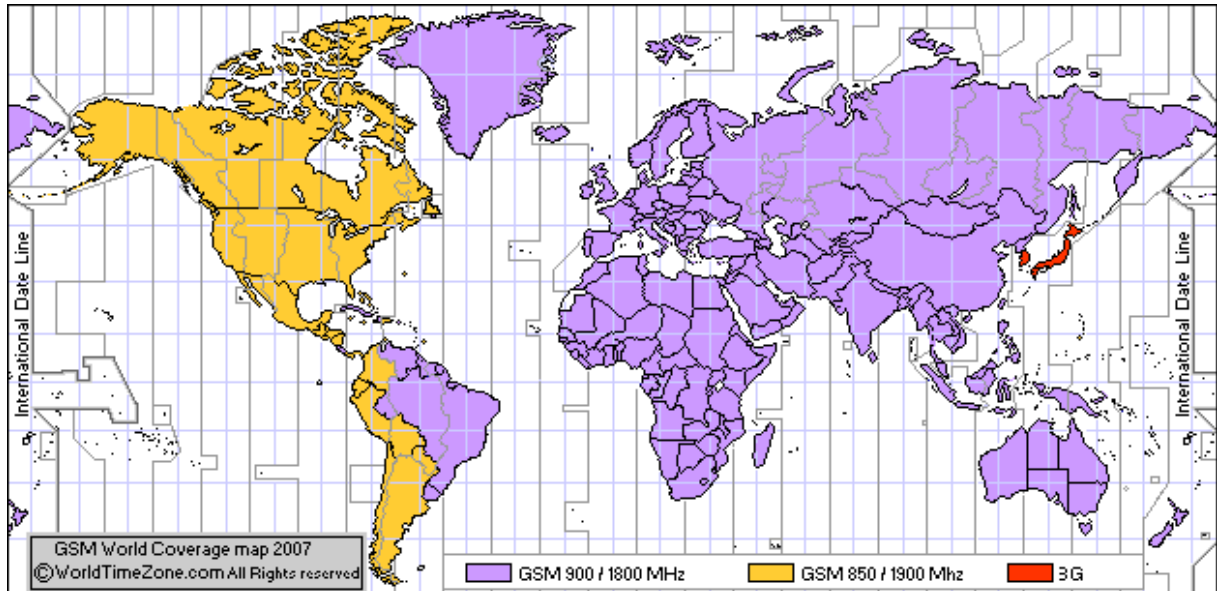 International Date Line
International Date Line
GSM World Coverage map 2007
©WorldTimeZone.com All Rights reserved
GSM 900 / 1800 MHz
GSM 850 / 1900 Mhz
3G